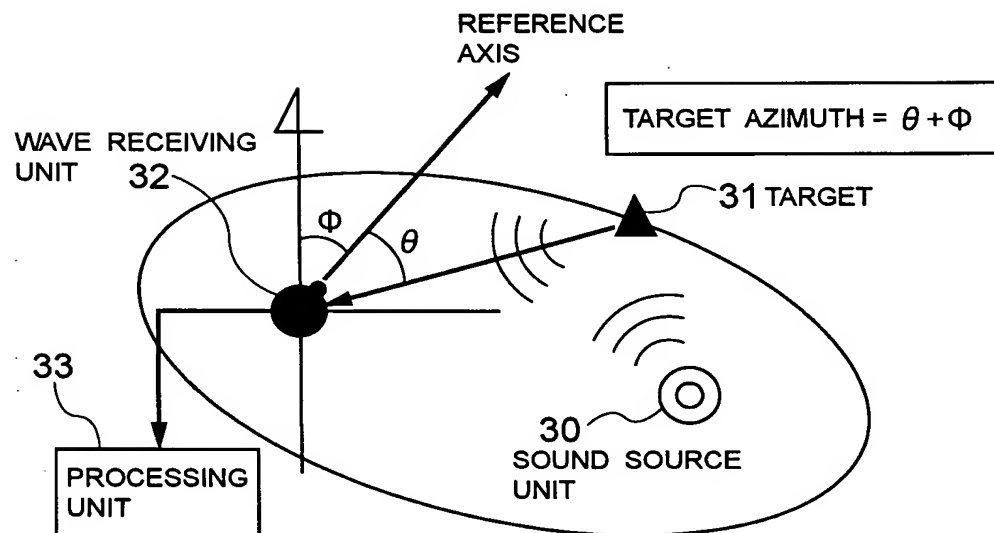 REFERENCE
AXIS
TARGET AZIMUTH = θ + Φ
WAVE RECEIVING
UNIT
32
31 TARGET
Φ
θ
33
30
SOUND SOURCE
UNIT
PROCESSING
UNIT